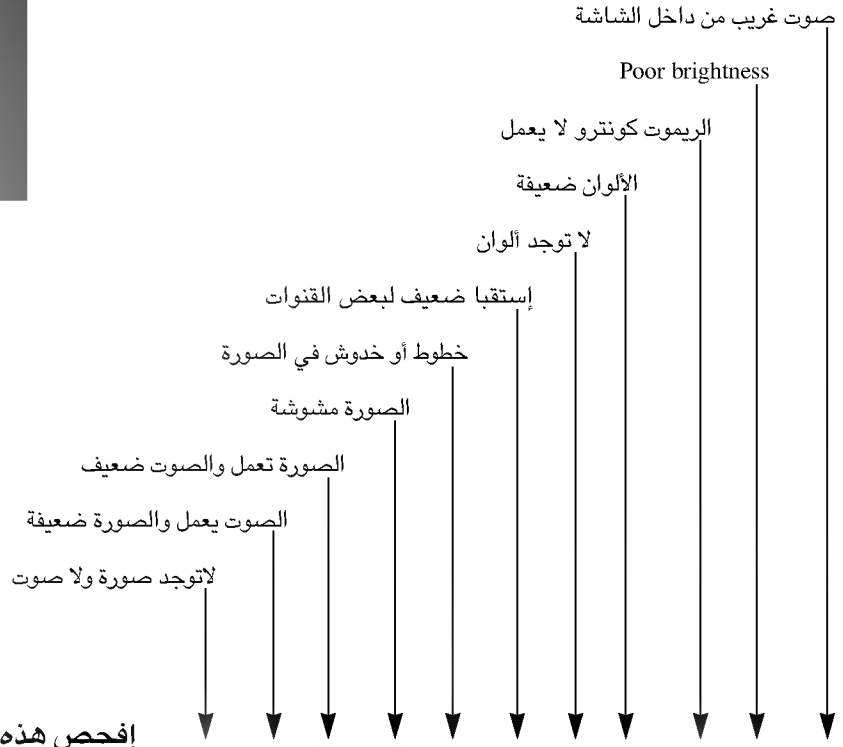 صوت غريب من داخل الشاشة
Poor brightness
الريموت كونترو لا يعمل
الألوان ضعيفة
لا توجد ألوان
إستقبا ضعيف لبعض القنوات
خطوط أو خدوش في الصورة
الصورة مشوشة
الصورة تعمل والصوت ضعيف
الصوت يعمل والصورة ضعيفة
لاتوجد صورة ولا صوت
إفحص هذه